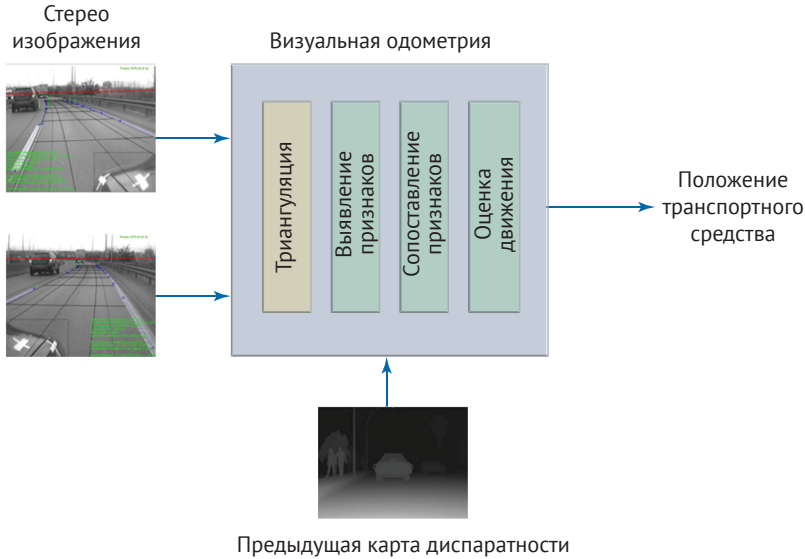 Стерео
изображения
Визуальная одометрия
Триангуляция
Выявление
признаков
Сопоставление
признаков
Оценка
движения
Положение
транспортного
средства
Предыдущая карта диспаратности